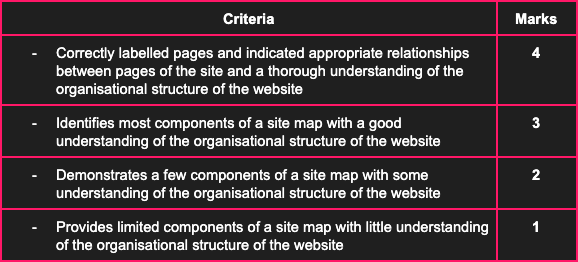 Criteria Marks
- Correctly labelled pages and indicated appropriate relationships 4
between pages of the site and a thorough understanding of the
organisational structure of the website
- Identifies most components of a site map with a good 3
understanding of the organisational structure of the website
- Demonstrates a few components of a site map with some 2
understanding of the organisational structure of the website
- Provides limited components of a site map with little understanding 1
of the organisational structure of the website